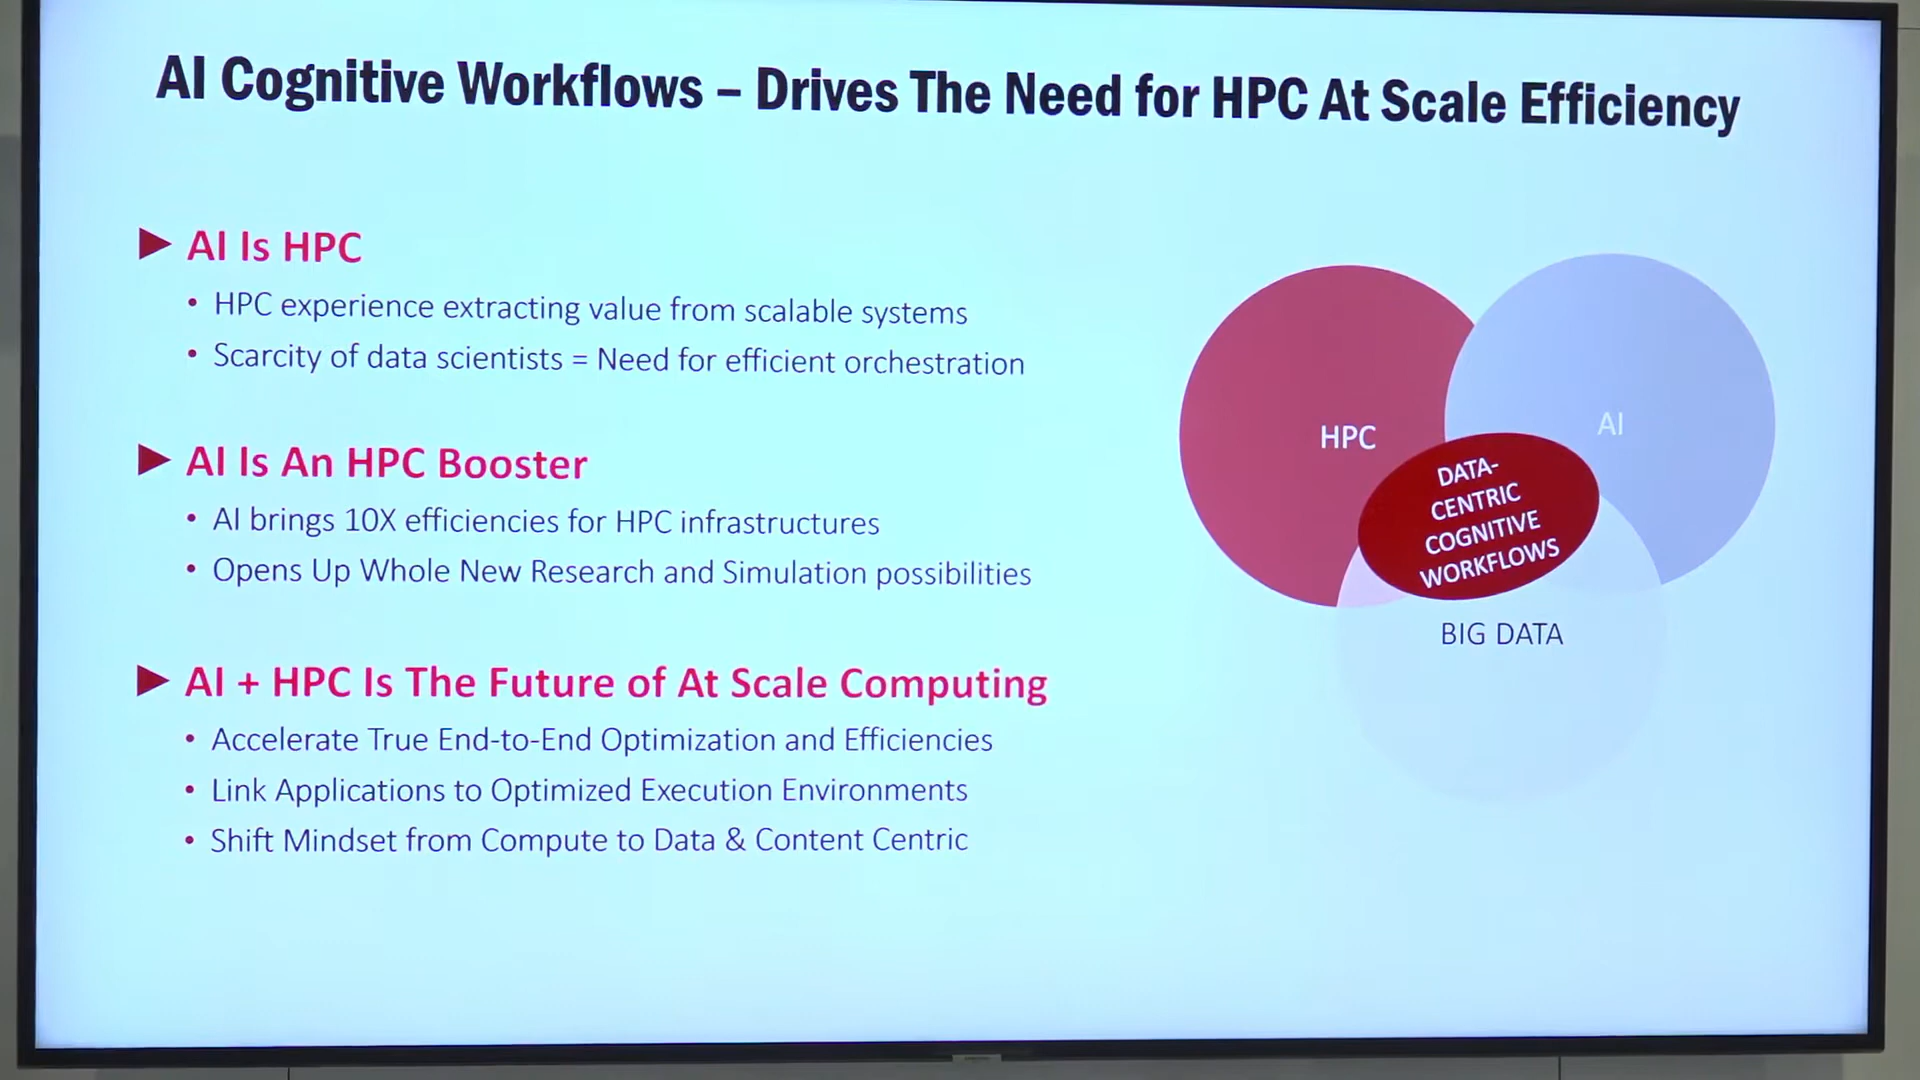 AI Cognitive Workflows – Drives The Need for HPC At Scale Efficiency
AI Is HPC
• HPC experience extracting value from scalable systems
• Scarcity of data scientists = Need for efficient orchestration
AI Is An HPC Booster
• AI brings 10X efficiencies for HPC infrastructures
• Opens Up Whole New Research and Simulation possibilities
AI + HPC Is The Future of At Scale Computing
• Accelerate True End-to-End Optimization and Efficiencies
• Link Applications to Optimized Execution Environments
• Shift Mindset from Compute to Data & Content Centric
HPC
AI
DATA-
CENTRIC
COGNITIVE
WORKFLOWS
BIG DATA